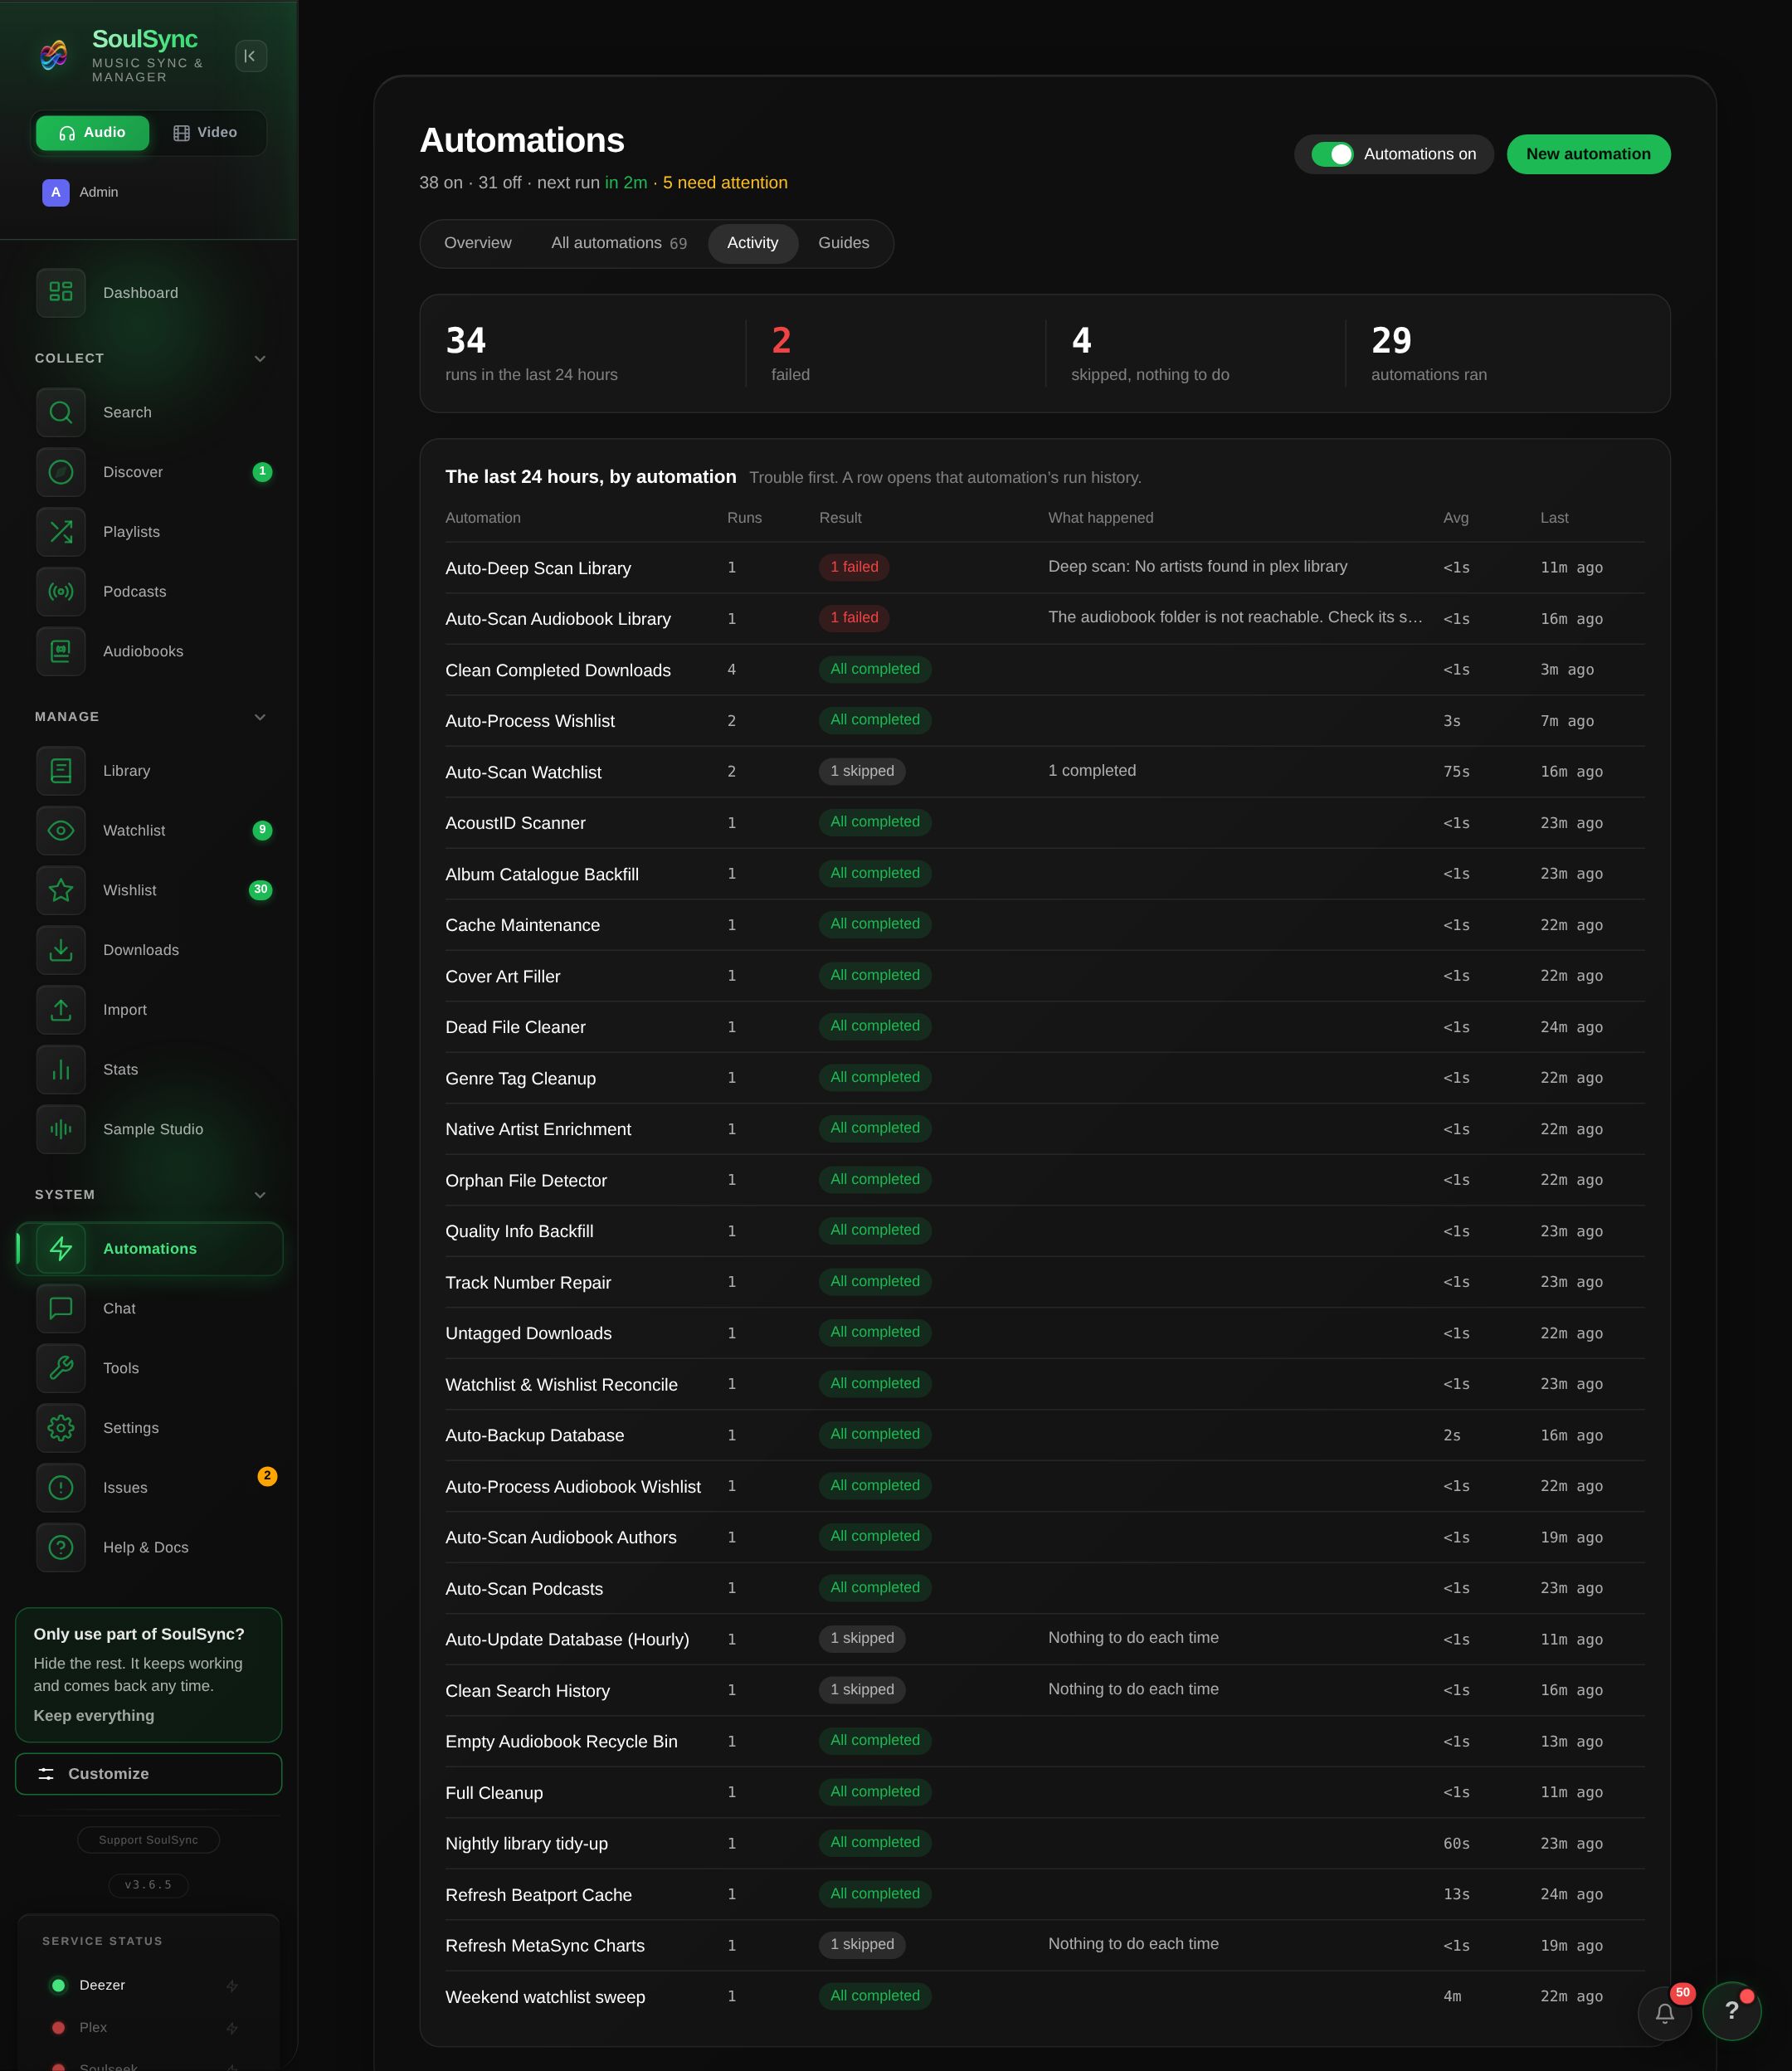 SoulSync
MUSIC SYNC &
MANAGER
Audio
Video
A
Admin
Dashboard
COLLECT
Search
Discover
1
Playlists
Podcasts
Audiobooks
MANAGE
Library
Watchlist
9
Wishlist
30
Downloads
Import
Stats
Sample Studio
SYSTEM
Automations
Chat
Tools
Settings
Issues
2
Help & Docs
Only use part of SoulSync?
Hide the rest. It keeps working
and comes back any time.
Keep everything
Customize
Support SoulSync
v3.6.5
SERVICE STATUS
Deezer
Plex
Soulseek
Automations
38 on · 31 off · next run in 2m · 5 need attention
Automations on
New automation
Overview
All automations 69
Activity
Guides
34
runs in the last 24 hours
2
failed
4
skipped, nothing to do
29
automations ran
The last 24 hours, by automation Trouble first. A row opens that automation's run history.
Automation Runs Result What happened Avg Last
Auto-Deep Scan Library 1 1 failed Deep scan: No artists found in plex library <1s 11m ago
Auto-Scan Audiobook Library 1 1 failed The audiobook folder is not reachable. Check its s… <1s 16m ago
Clean Completed Downloads 4 All completed <1s 3m ago
Auto-Process Wishlist 2 All completed 3s 7m ago
Auto-Scan Watchlist 2 1 skipped 1 completed 75s 16m ago
AcoustID Scanner 1 All completed <1s 23m ago
Album Catalogue Backfill 1 All completed <1s 23m ago
Cache Maintenance 1 All completed <1s 22m ago
Cover Art Filler 1 All completed <1s 22m ago
Dead File Cleaner 1 All completed <1s 24m ago
Genre Tag Cleanup 1 All completed <1s 22m ago
Native Artist Enrichment 1 All completed <1s 22m ago
Orphan File Detector 1 All completed <1s 22m ago
Quality Info Backfill 1 All completed <1s 23m ago
Track Number Repair 1 All completed <1s 23m ago
Untagged Downloads 1 All completed <1s 22m ago
Watchlist & Wishlist Reconcile 1 All completed <1s 23m ago
Auto-Backup Database 1 All completed 2s 16m ago
Auto-Process Audiobook Wishlist 1 All completed <1s 22m ago
Auto-Scan Audiobook Authors 1 All completed <1s 19m ago
Auto-Scan Podcasts 1 All completed <1s 23m ago
Auto-Update Database (Hourly) 1 1 skipped Nothing to do each time <1s 11m ago
Clean Search History 1 1 skipped Nothing to do each time <1s 16m ago
Empty Audiobook Recycle Bin 1 All completed <1s 13m ago
Full Cleanup 1 All completed <1s 11m ago
Nightly library tidy-up 1 All completed 60s 23m ago
Refresh Beatport Cache 1 All completed 13s 24m ago
Refresh MetaSync Charts 1 1 skipped Nothing to do each time <1s 19m ago
Weekend watchlist sweep 1 All completed 4m 22m ago
50
?